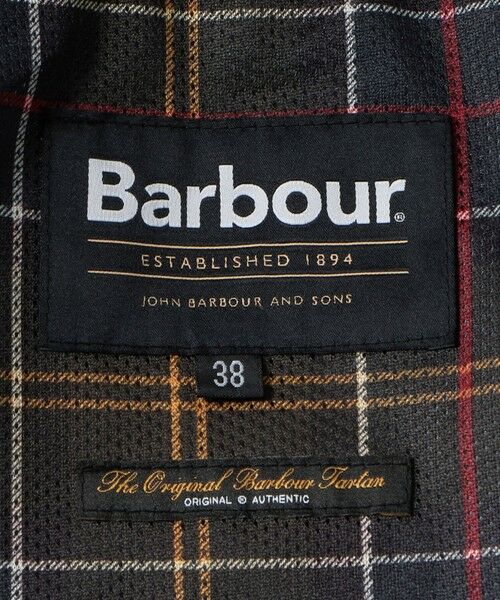 Barbour®
ESTABLISHED 1894
JOHN BARBOUR AND SONS
38
The Original Barbour Tartan
ORIGINAL © AUTHENTIC